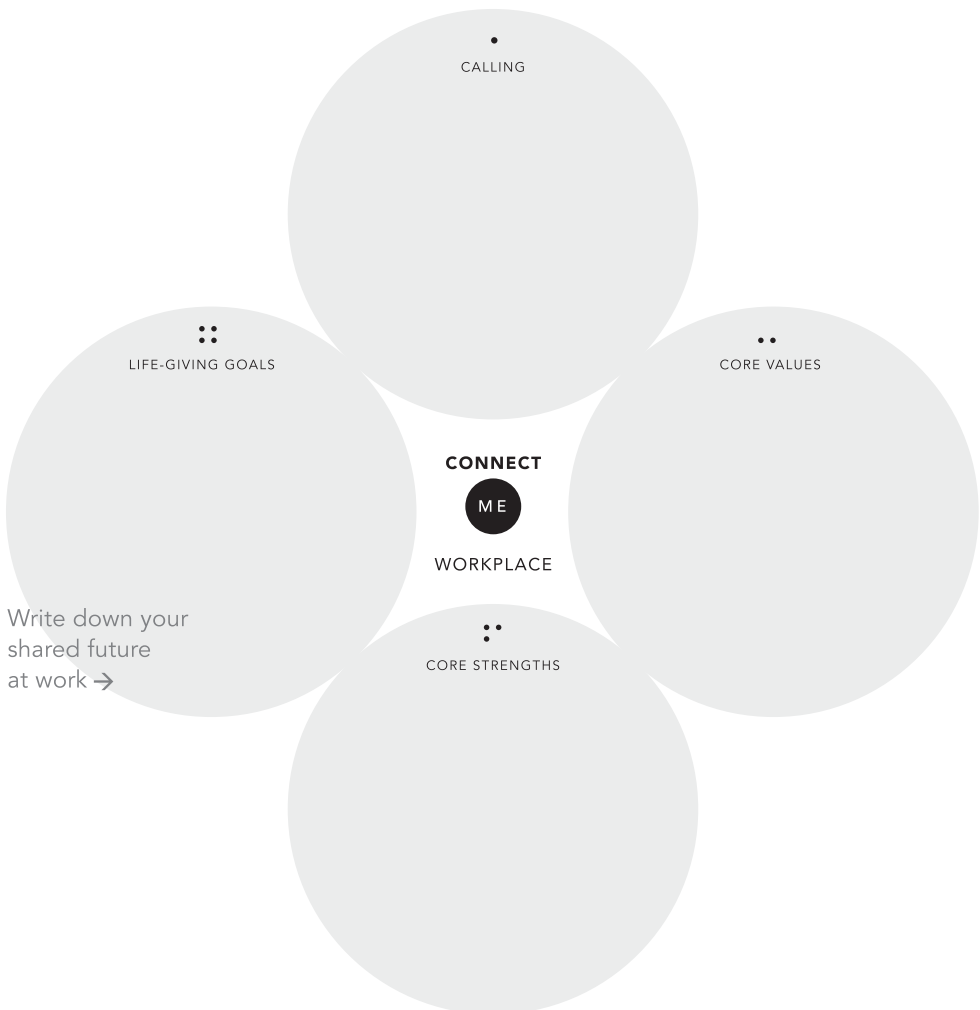 CALLING
LIFE-GIVING GOALS
CORE VALUES
CONNECT
ME
WORKPLACE
Write down your
shared future
at work →
CORE STRENGTHS